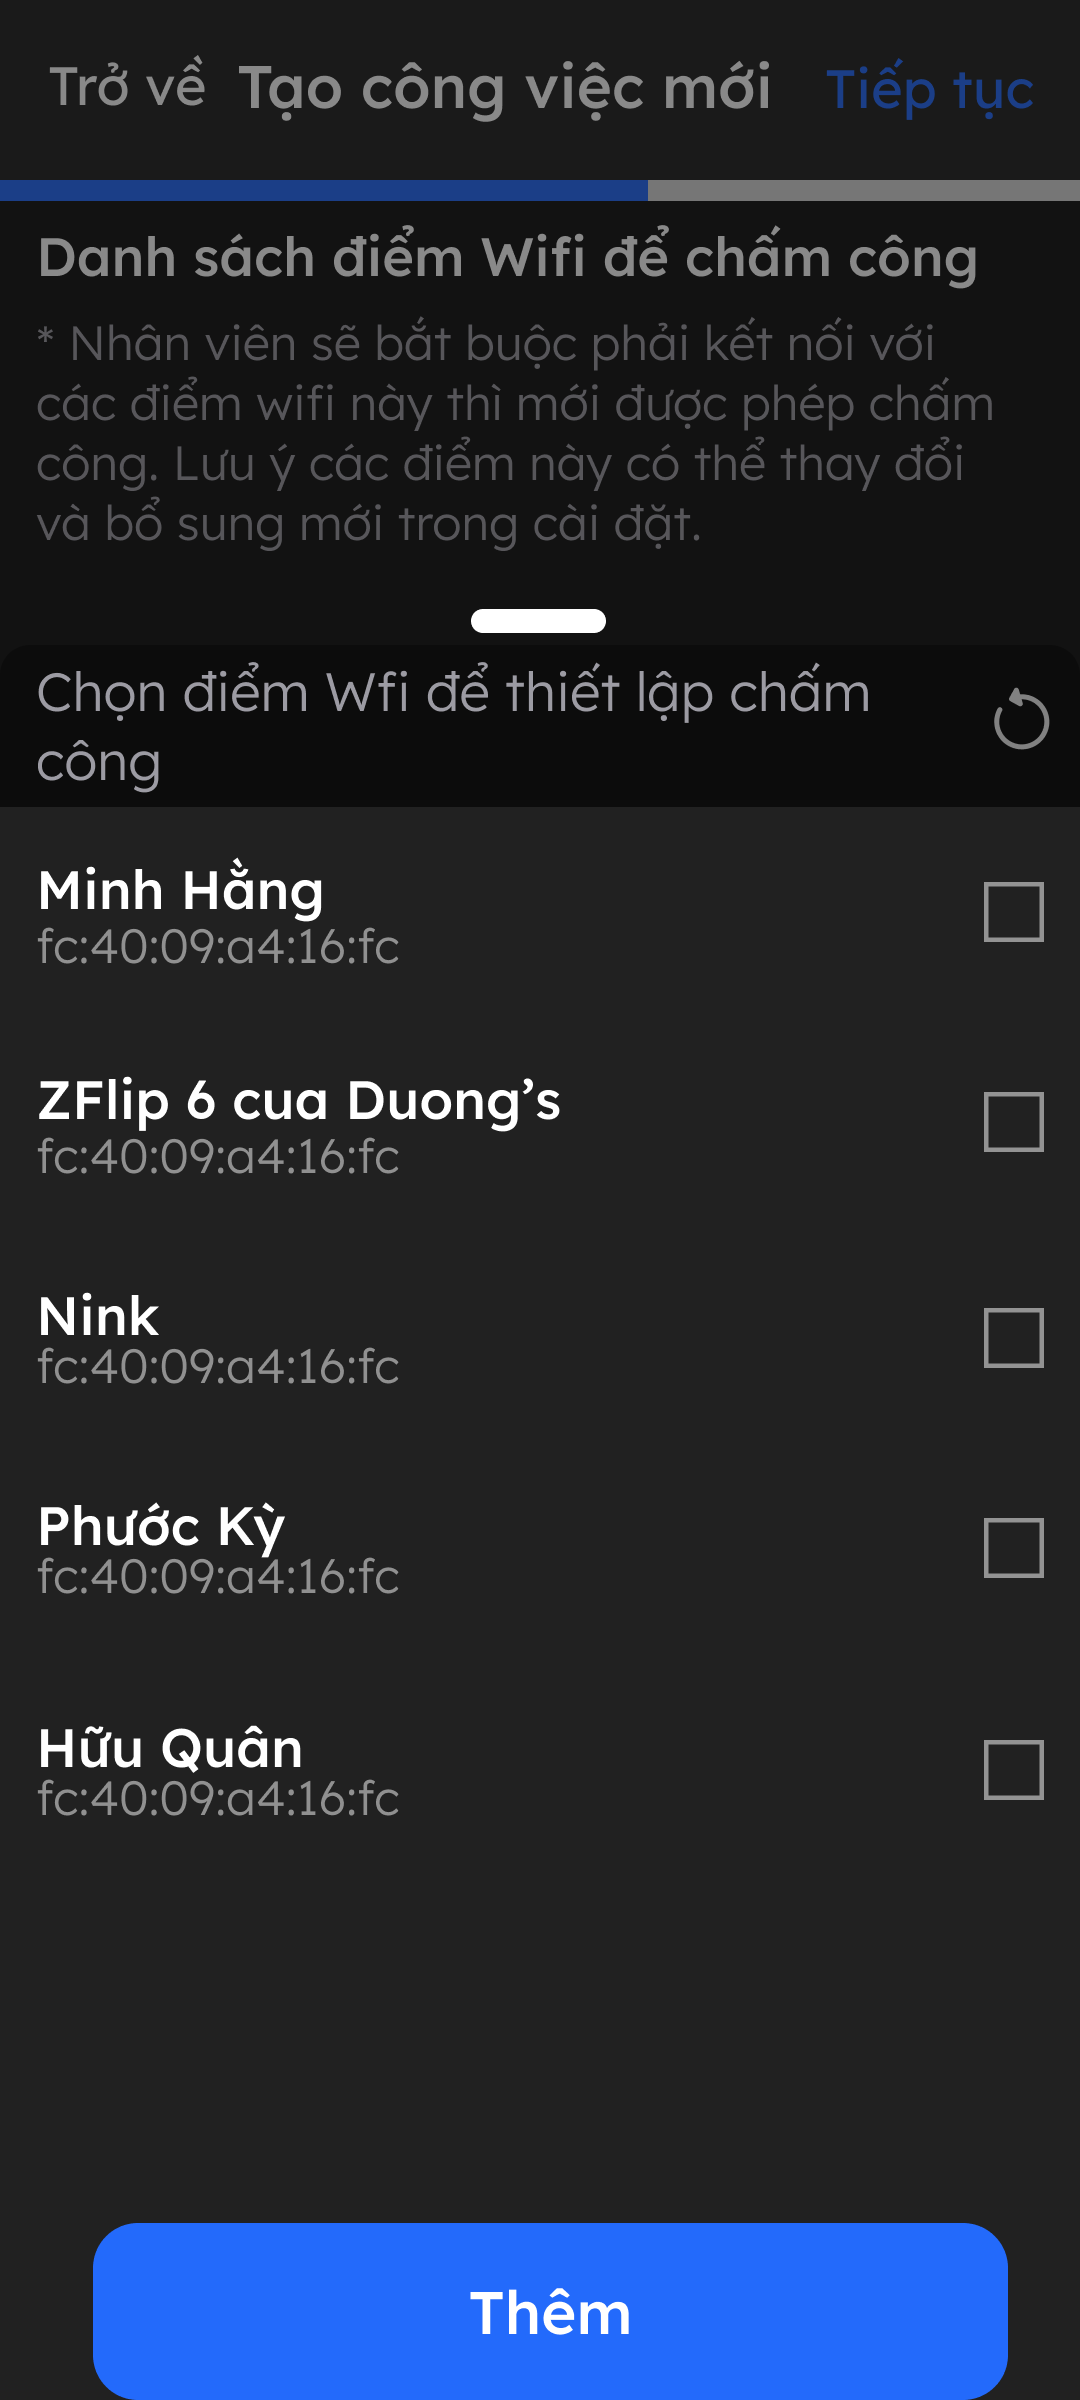 Trở về Tạo công việc mới Tiếp tục
Danh sách điểm Wifi để chấm công
* Nhân viên sẽ bắt buộc phải kết nối với
các điểm wifi này thì mới được phép chấm
công. Lưu ý các điểm này có thể thay đổi
và bổ sung mới trong cài đặt.
Chọn điểm Wfi để thiết lập chấm
công
Minh Hằng
fc:40:09:a4:16:fc
ZFlip 6 cua Duong’s
fc:40:09:a4:16:fc
Nink
fc:40:09:a4:16:fc
Phước Kỳ
fc:40:09:a4:16:fc
Hữu Quân
fc:40:09:a4:16:fc
Thêm